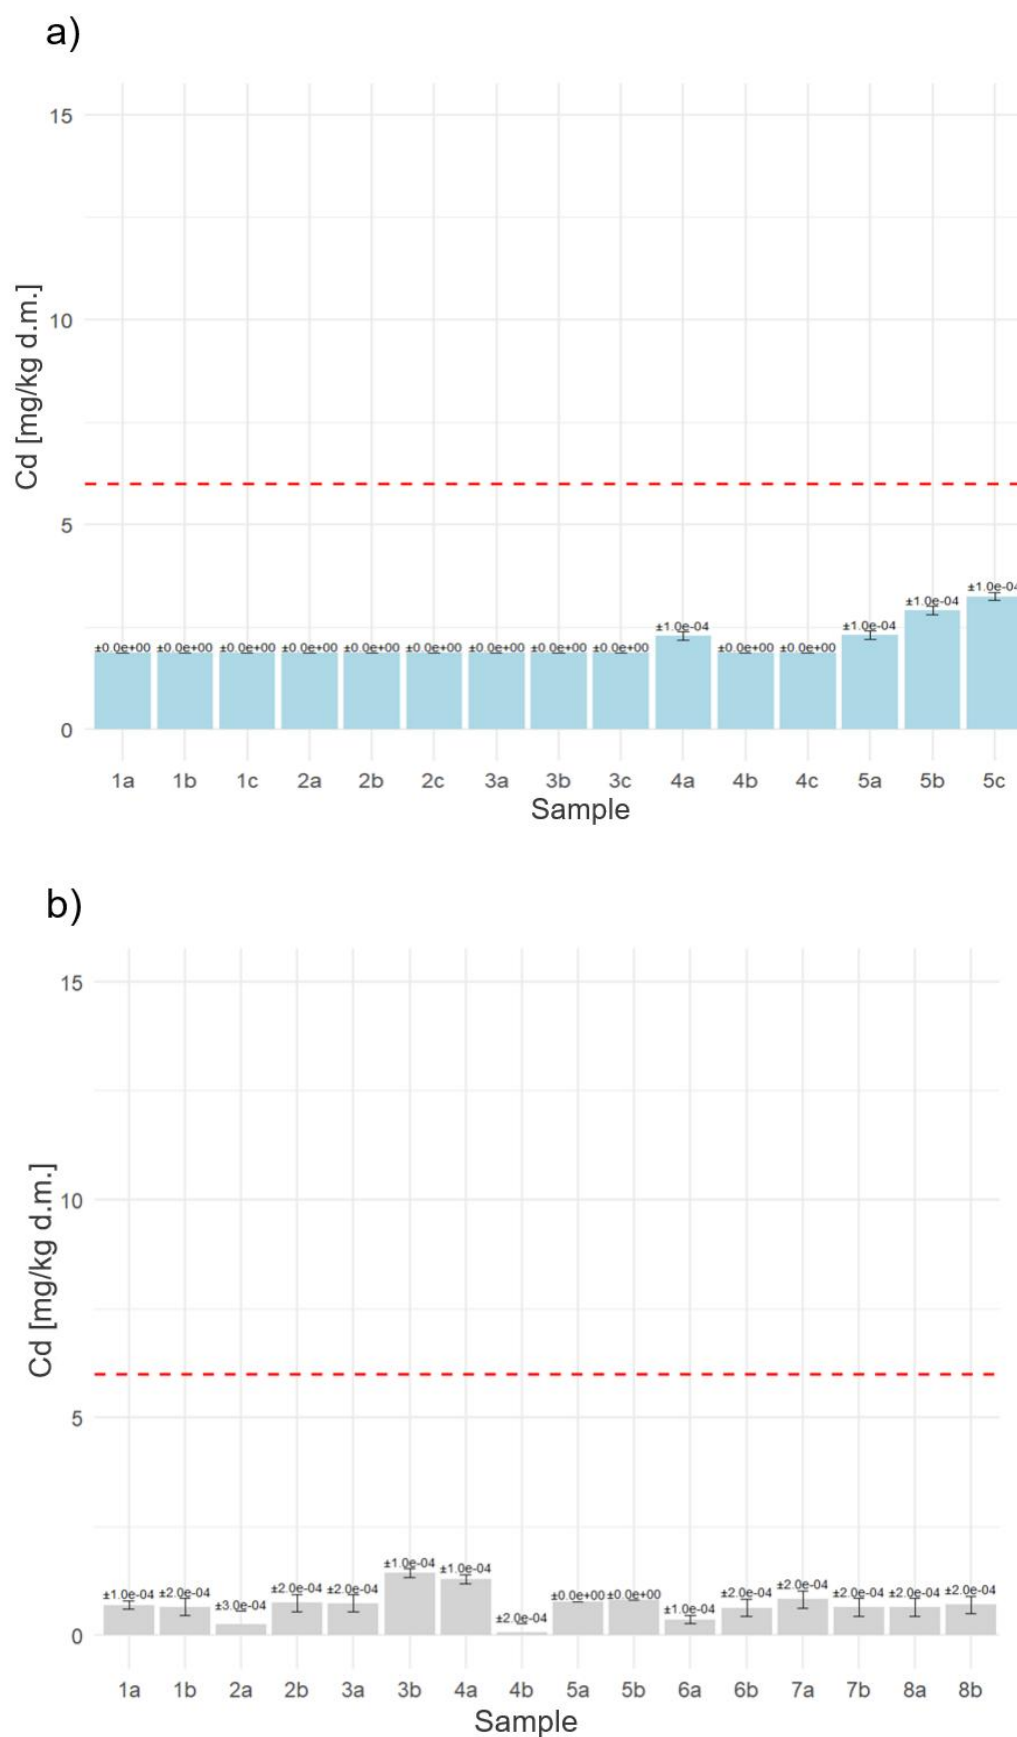 a)
15
10
5
0
Cd [mg/kg d.m.]
±0.0e+00 ±0.0e+00 ±0.0e+00 ±0.0e+00 ±0.0e+00 ±0.0e+00 ±0.0e+00 ±0.0e+00 ±0.0e+00 ±1.0e-04 ±0.0e+00 ±0.0e+00 ±1.0e-04 ±1.0e-04 ±1.0e-04
1a 1b 1c 2a 2b 2c 3a 3b 3c 4a 4b 4c 5a 5b 5c
Sample
b)
15
10
5
0
Cd [mg/kg d.m.]
±1.0e-04 ±2.0e-04 ±3.0e-04 ±2.0e-04 ±2.0e-04 ±1.0e-04 ±1.0e-04 ±2.0e-04 ±0.0e+00 ±0.0e+00 ±1.0e-04 ±2.0e-04 ±2.0e-04 ±2.0e-04 ±2.0e-04 ±2.0e-04
1a 1b 2a 2b 3a 3b 4a 4b 5a 5b 6a 6b 7a 7b 8a 8b
Sample